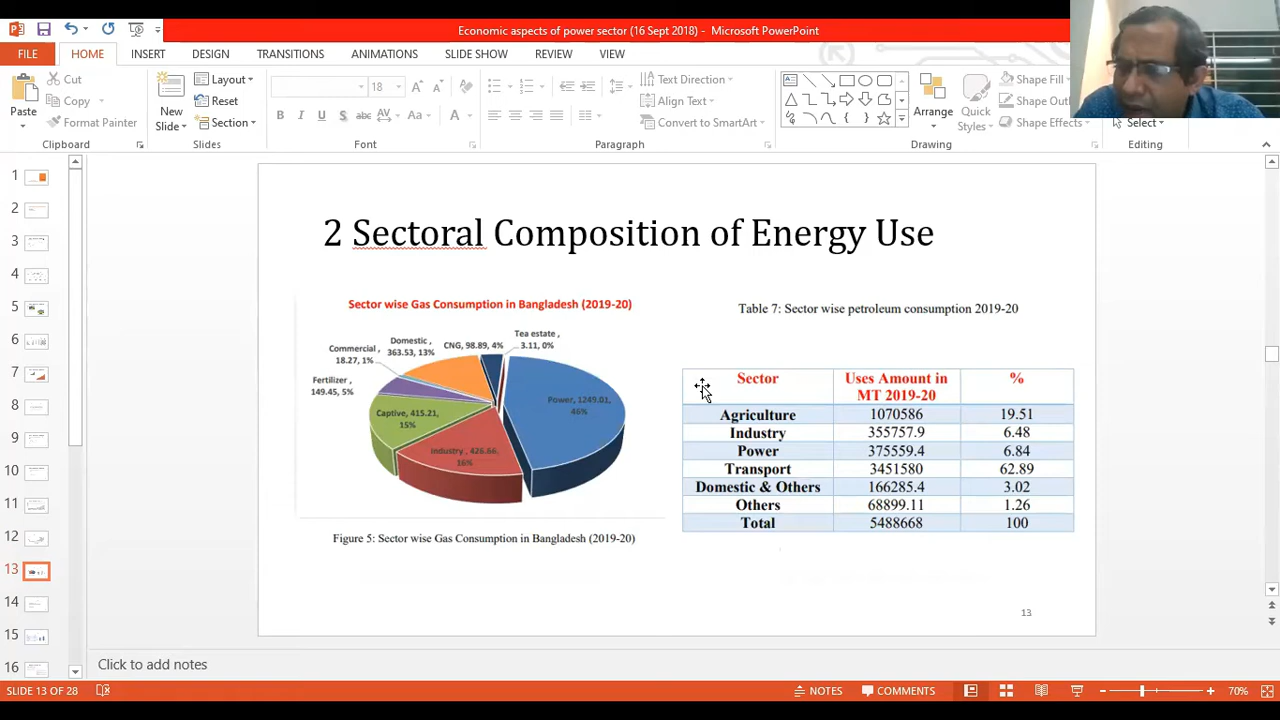 Economic aspects of power sector (16 Sept 2018) - Microsoft PowerPoint
FILE HOME INSERT DESIGN TRANSITIONS ANIMATIONS SLIDE SHOW REVIEW VIEW
Paste
Cut
Copy
Format Painter
Clipboard
New
Slide
Layout
Reset
Section
Slides
18
B I U S abc AV Aa A
Font
Text Direction
Align Text
Convert to SmartArt
Paragraph
Arrange
Quick
Styles
Shape Fill
Shape Ou
Shape Effects
Drawing
Select
Editing
1
2
3
4
5
6
7
8
9
10
11
12
13
14
15
16
2 Sectoral Composition of Energy Use
Sector wise Gas Consumption in Bangladesh (2019-20)
Tea estate ,
3.11, 0%
CNG, 98.89, 4%
Domestic ,
363.53, 13%
Commercial ,
18.27, 1%
Fertilizer ,
149.45, 5%
Captive, 415.21,
15%
Industry , 426.66,
16%
Power, 1249.01,
46%
Figure 5: Sector wise Gas Consumption in Bangladesh (2019-20)
Table 7: Sector wise petroleum consumption 2019-20
Sector Uses Amount in %
MT 2019-20
Agriculture 1070586 19.51
Industry 355757.9 6.48
Power 375559.4 6.84
Transport 3451580 62.89
Domestic & Others 166285.4 3.02
Others 68899.11 1.26
Total 5488668 100
13
Click to add notes
SLIDE 13 OF 28 NOTES COMMENTS 70%